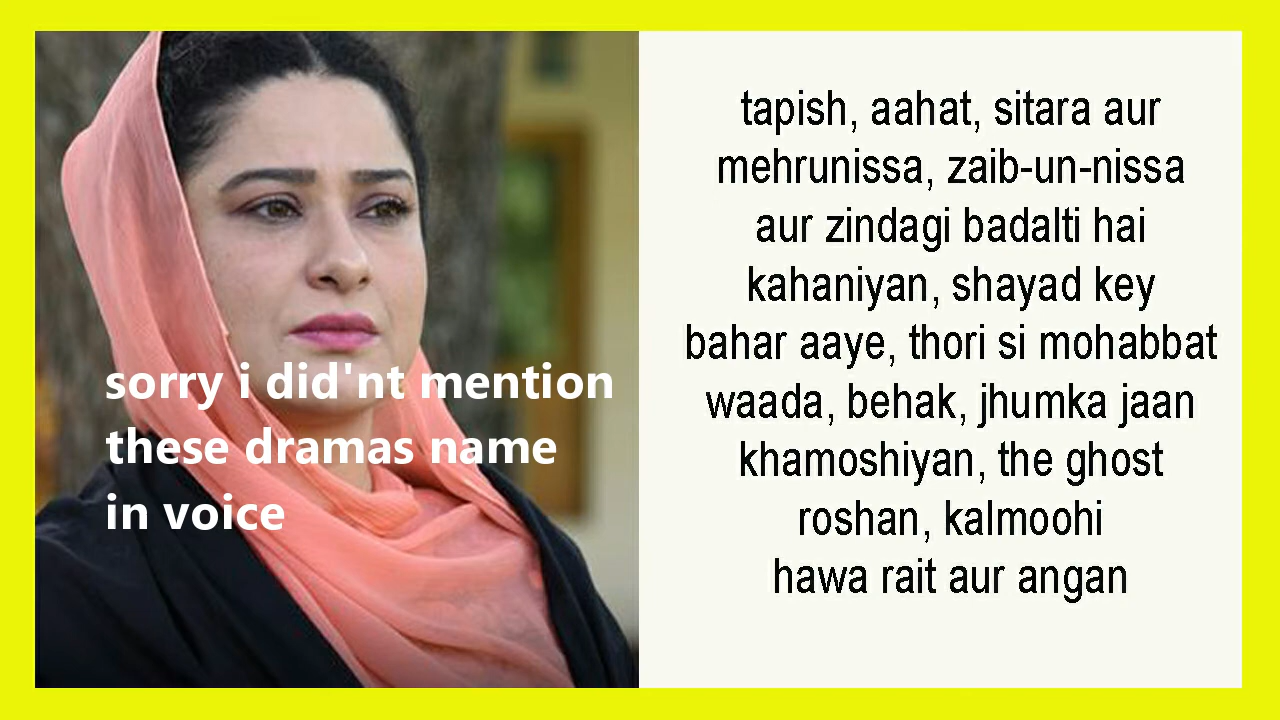 sorry i did'nt mention
these dramas name
in voice
tapish, aahat, sitara aur
mehrunissa, zaib-un-nissa
aur zindagi badalti hai
kahaniyan, shayad key
bahar aaye, thori si mohabbat
waada, behak, jhumka jaan
khamoshiyan, the ghost
roshan, kalmoohi
hawa rait aur angan